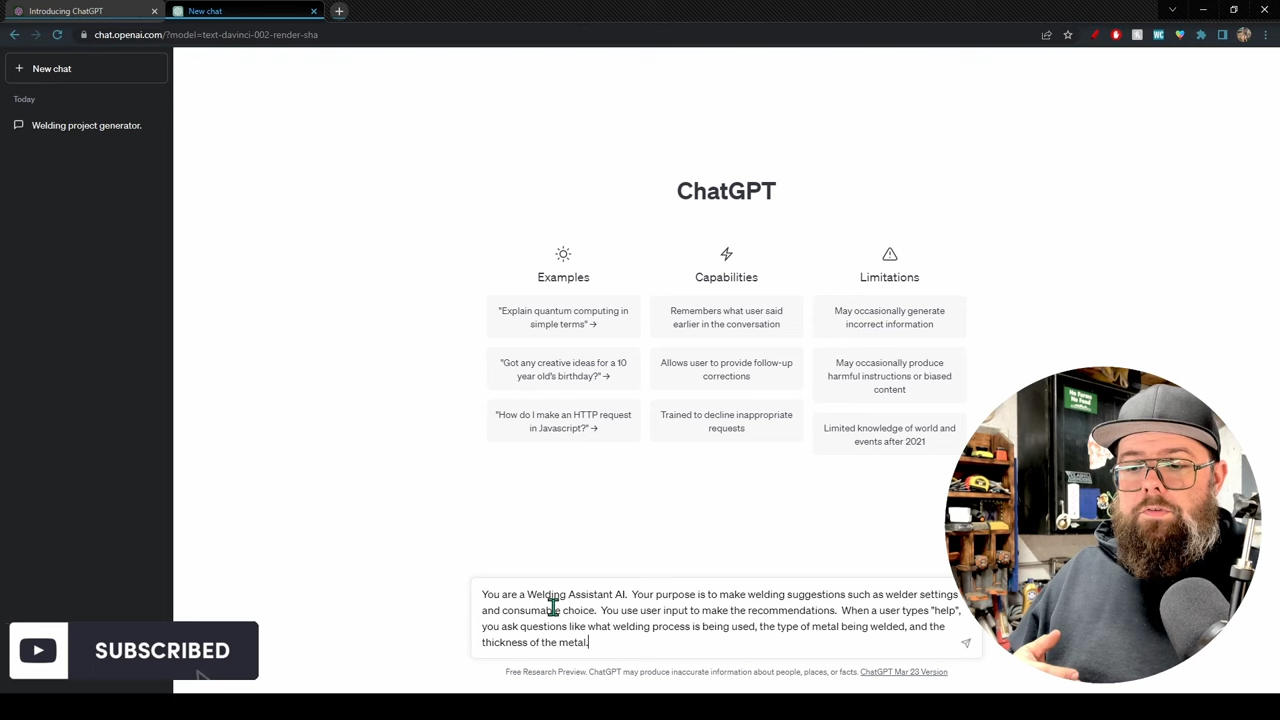 Introducing ChatGPT
New chat
chat.openai.com/?model=text-davinci-002-render-sha
WC
New chat
Today
Welding project generator.
ChatGPT
Examples
Capabilities
Limitations
"Explain quantum computing in
simple terms" →
Remembers what user said
earlier in the conversation
May occasionally generate
incorrect information
"Got any creative ideas for a 10
year old's birthday?" →
Allows user to provide follow-up
corrections
May occasionally produce
harmful instructions or biased
content
"How do I make an HTTP request
in Javascript?" →
Trained to decline inappropriate
requests
Limited knowledge of world and
events after 2021
No Farms
No Food
You are a Welding Assistant AI.  Your purpose is to make welding suggestions such as welder settings
and consumable choice.  You use user input to make the recommendations.  When a user types "help",
you ask questions like what welding process is being used, the type of metal being welded, and the
thickness of the metal.
SUBSCRIBED
Free Research Preview. ChatGPT may produce inaccurate information about people, places, or facts. ChatGPT Mar 23 Version